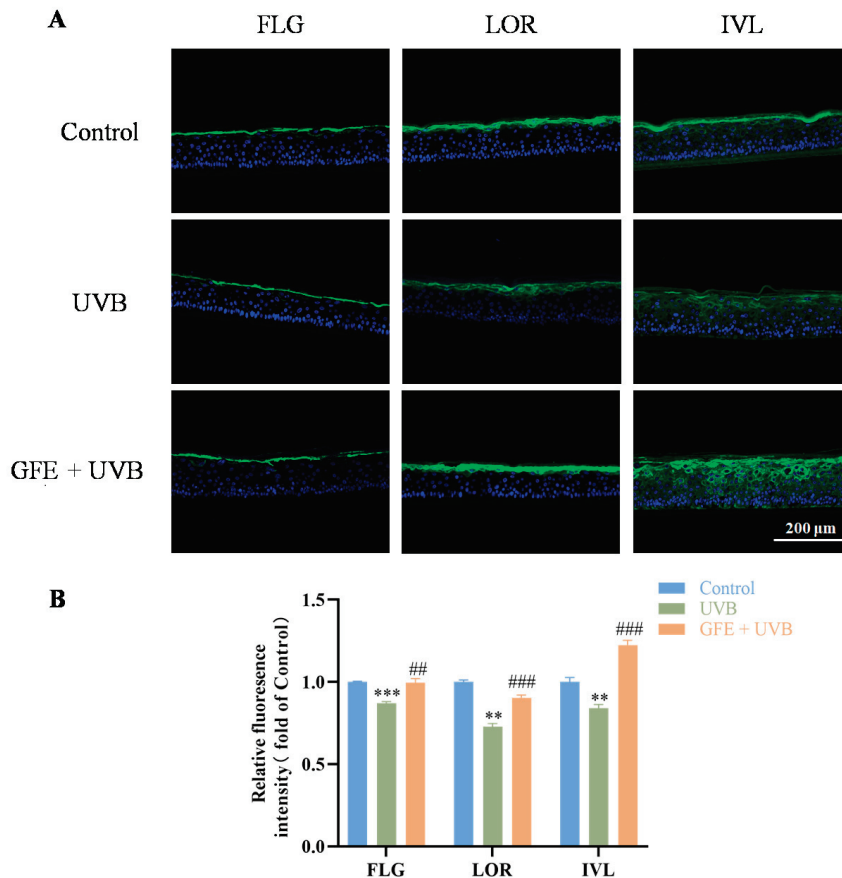 A
FLG LOR IVL
Control
UVB
GFE + UVB
200 µm
B
Control
UVB
GFE + UVB
Relative fluoresence
intensity( fold of Control)
1.5
1.0
0.5
0.0
*** ## ** ### ** ###
FLG LOR IVL